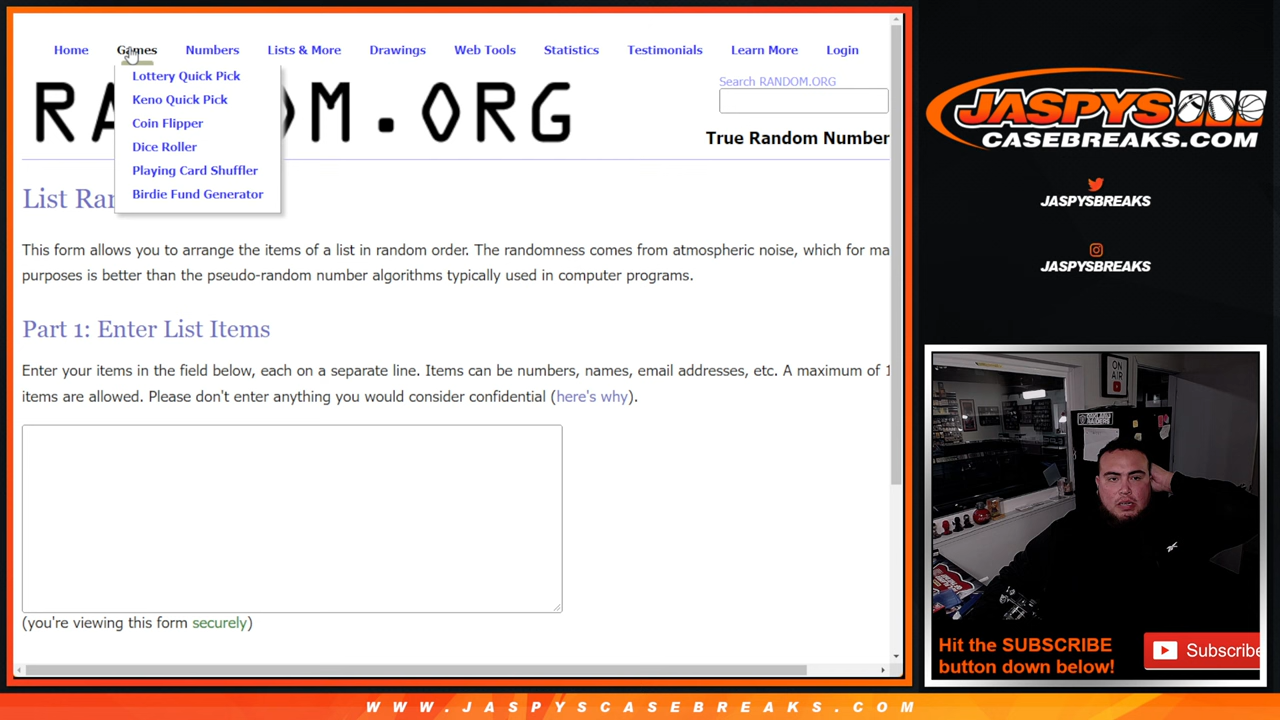 Home Games Numbers Lists & More Drawings Web Tools Statistics Testimonials Learn More Login
Lottery Quick Pick
Keno Quick Pick
Coin Flipper
Dice Roller
Playing Card Shuffler
Birdie Fund Generator
Search RANDOM.ORG
True Random Number
List Ra
This form allows you to arrange the items of a list in random order. The randomness comes from atmospheric noise, which for ma
purposes is better than the pseudo-random number algorithms typically used in computer programs.
Part 1: Enter List Items
Enter your items in the field below, each on a separate line. Items can be numbers, names, email addresses, etc. A maximum of 1
items are allowed. Please don't enter anything you would consider confidential (here's why).
(you're viewing this form securely)
JASPYS
CASEBREAKS.COM
JASPYSBREAKS
JASPYSBREAKS
ON
AIR
Hit the SUBSCRIBE
button down below!
Subscribe
WWW.JASPYSCASEBREAKS.COM